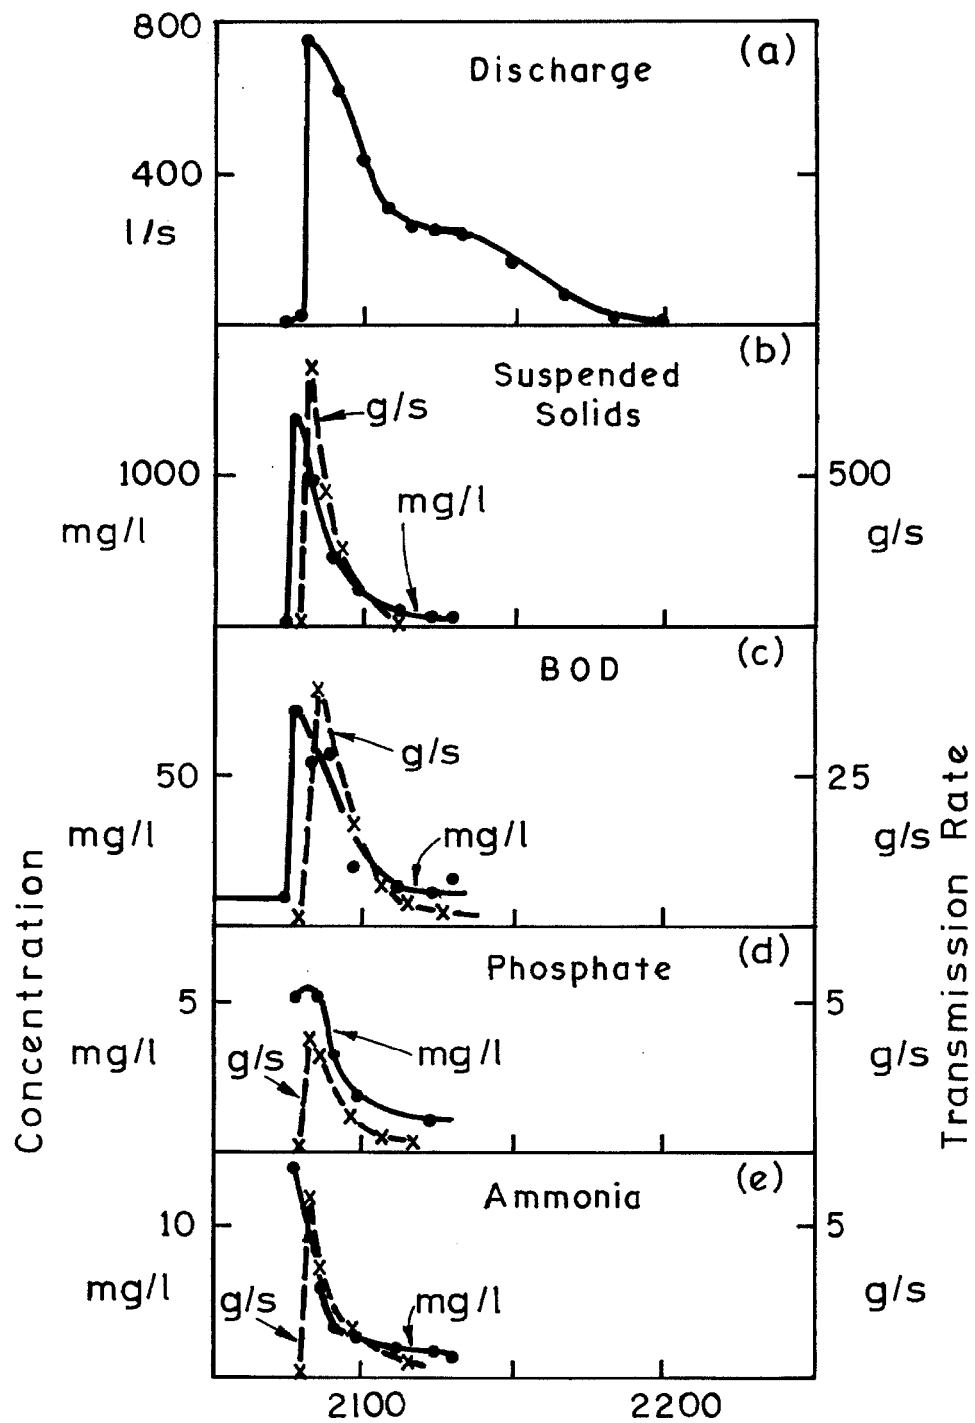 800
(a)
Discharge
400
l/s
(b)
Suspended
Solids
g/s
1000
500
mg/l
mg/l
g/s
(c)
BOD
g/s
50
25
mg/l
mg/l
g/s
Concentration
Transmission Rate
(d)
Phosphate
5
5
mg/l
g/s
mg/l
g/s
(e)
Ammonia
10
5
mg/l
g/s
mg/l
g/s
2100
2200